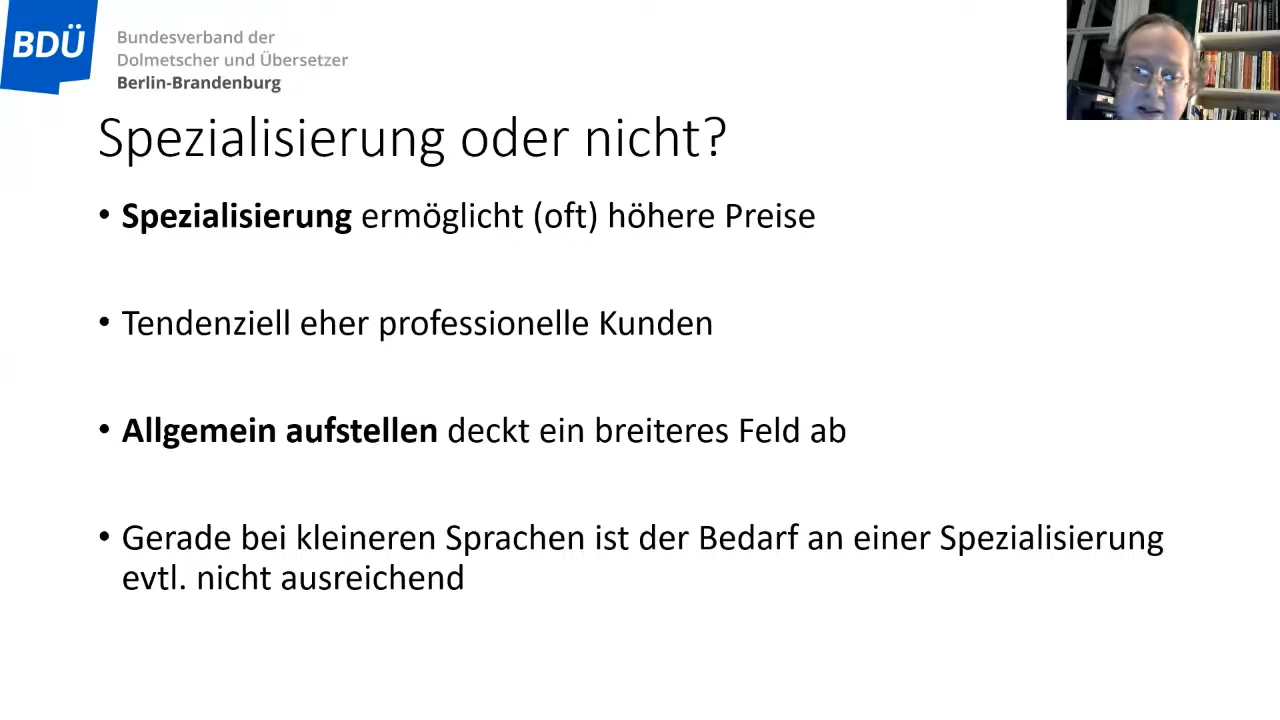 BDÜ
Bundesverband der
Dolmetscher und Übersetzer
Berlin-Brandenburg
Spezialisierung oder nicht?
• Spezialisierung ermöglicht (oft) höhere Preise
• Tendenziell eher professionelle Kunden
• Allgemein aufstellen deckt ein breiteres Feld ab
• Gerade bei kleineren Sprachen ist der Bedarf an einer Spezialisierung
evtl. nicht ausreichend